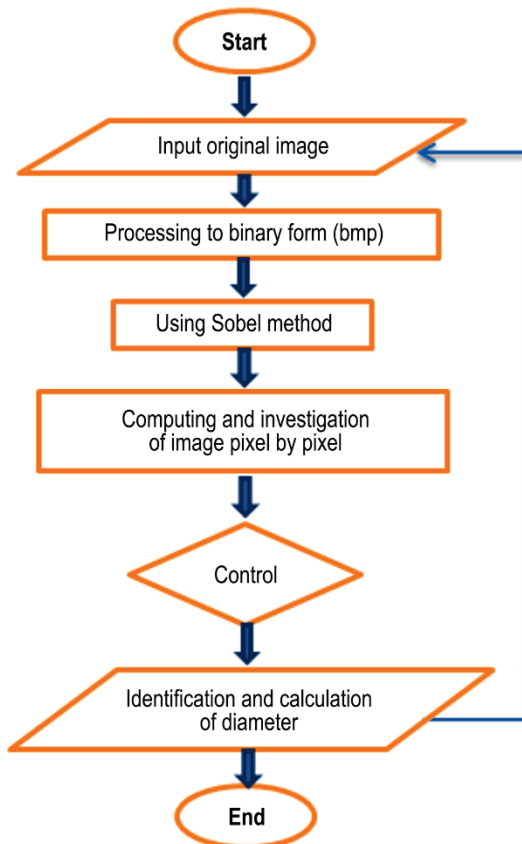 Start
Input original image
Processing to binary form (bmp)
Using Sobel method
Computing and investigation
of image pixel by pixel
Control
Identification and calculation
of diameter
End